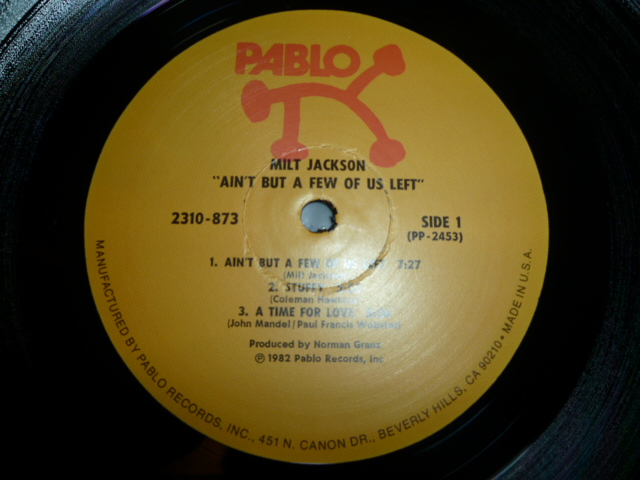 PABLO
MILT JACKSON
"AIN'T BUT A FEW OF US LEFT"
2310-873
SIDE 1
(PP-2453)
1. AIN'T BUT A FEW OF US LEFT 7:27
(Milt Jackson)
2. STUFFY
(Coleman Hawkins)
3. A TIME FOR LOVE
(John Mandel/Paul Francis Webster)
Produced by Norman Granz
℗ 1982 Pablo Records, Inc
MANUFACTURED BY PABLO RECORDS, INC., 451 N. CANON DR., BEVERLY HILLS, CA 90210 • MADE IN U.S.A.